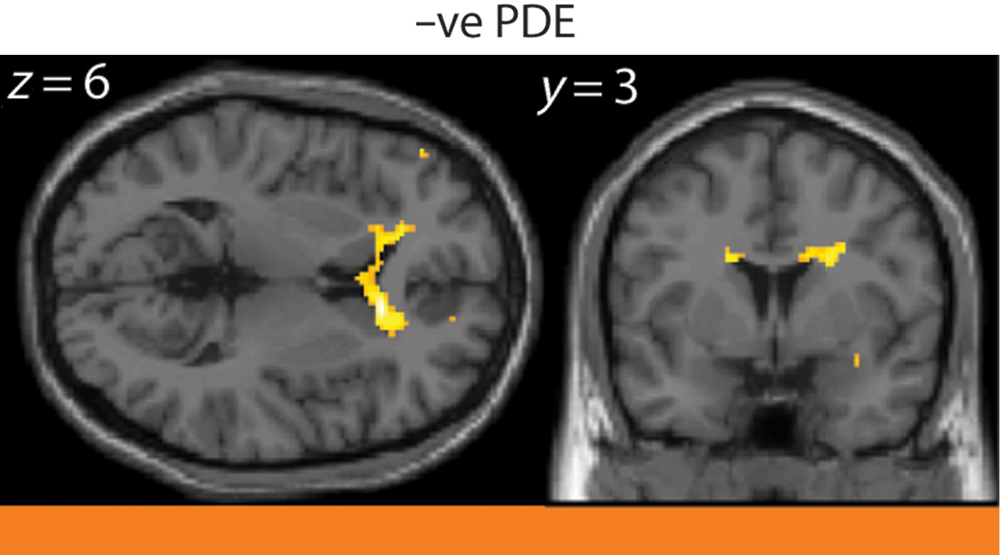 –ve PDE
z = 6
y = 3